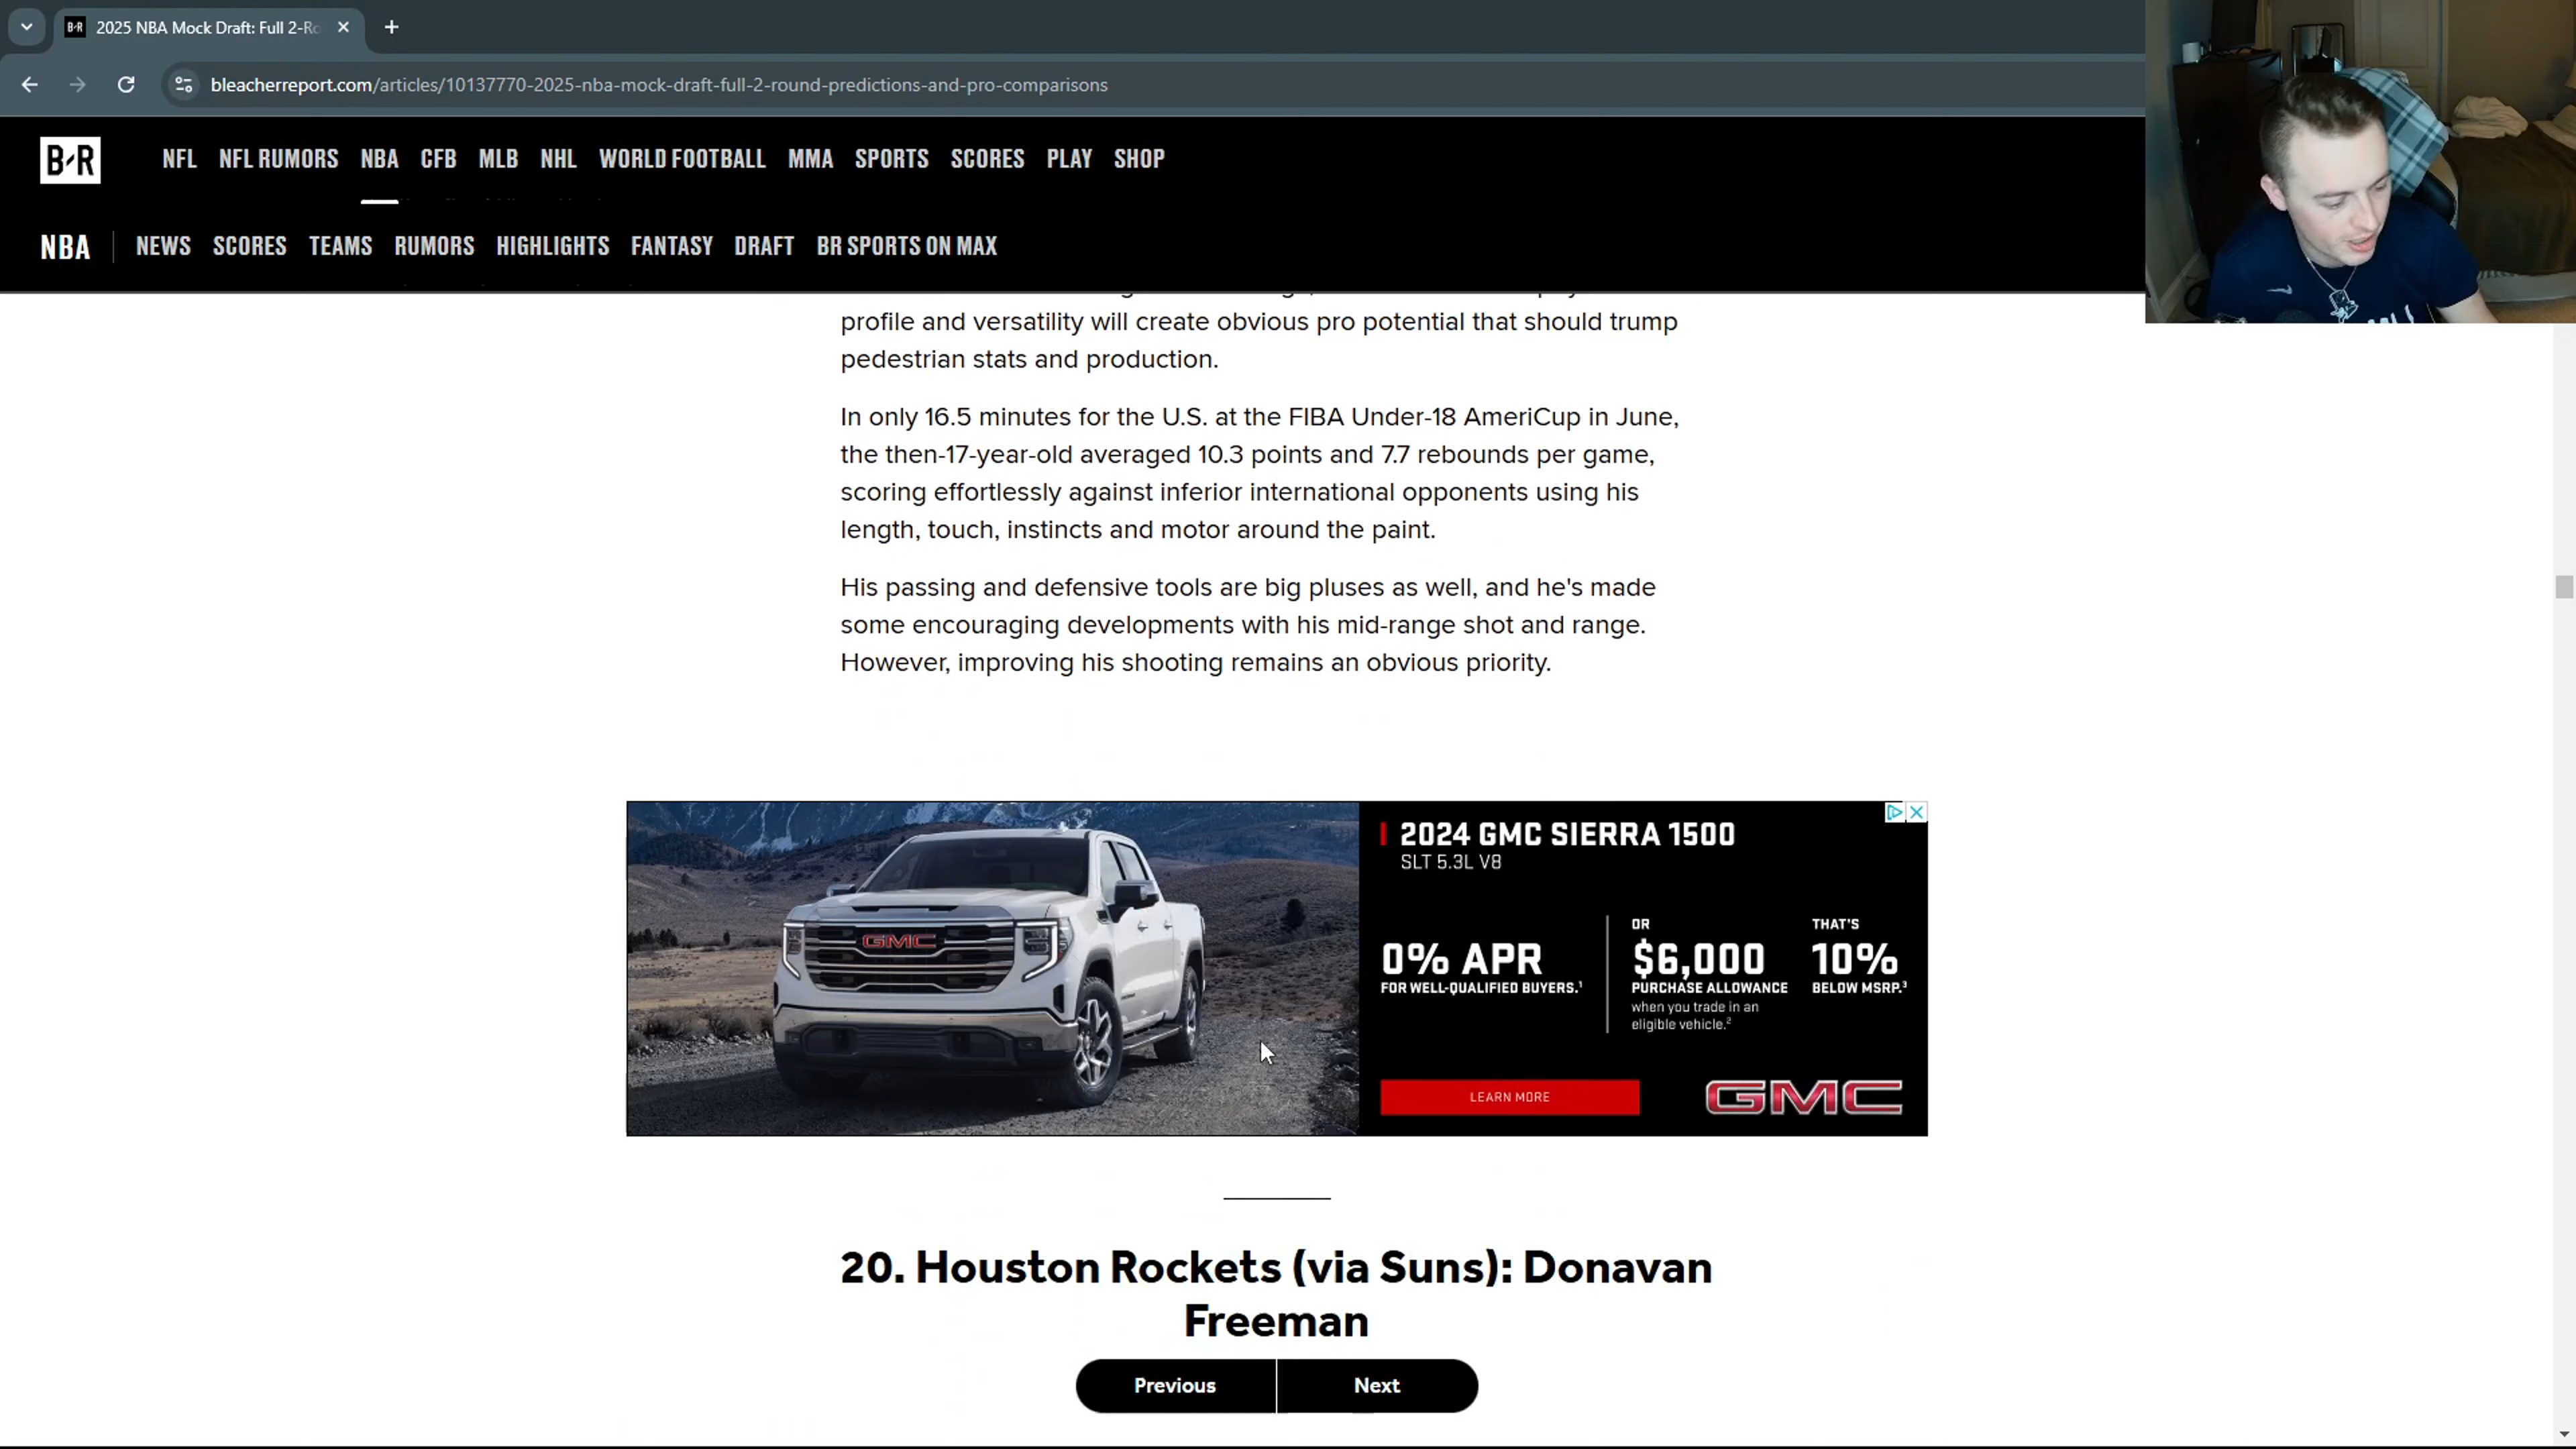 B/R 2025 NBA Mock Draft: Full 2-Ro
bleacherreport.com/articles/10137770-2025-nba-mock-draft-full-2-round-predictions-and-pro-comparisons
B/R NFL NFL RUMORS NBA CFB MLB NHL WORLD FOOTBALL MMA SPORTS SCORES PLAY SHOP
NBA NEWS SCORES TEAMS RUMORS HIGHLIGHTS FANTASY DRAFT BR SPORTS ON MAX
profile and versatility will create obvious pro potential that should trump
pedestrian stats and production.
In only 16.5 minutes for the U.S. at the FIBA Under-18 AmeriCup in June,
the then-17-year-old averaged 10.3 points and 7.7 rebounds per game,
scoring effortlessly against inferior international opponents using his
length, touch, instincts and motor around the paint.
His passing and defensive tools are big pluses as well, and he's made
some encouraging developments with his mid-range shot and range.
However, improving his shooting remains an obvious priority.
GMC
2024 GMC SIERRA 1500
SLT 5.3L V8
0% APR
FOR WELL-QUALIFIED BUYERS.¹
OR
$6,000
PURCHASE ALLOWANCE
when you trade in an
eligible vehicle.²
THAT'S
10%
BELOW MSRP.³
LEARN MORE
GMC
20. Houston Rockets (via Suns): Donavan
Freeman
Previous Next